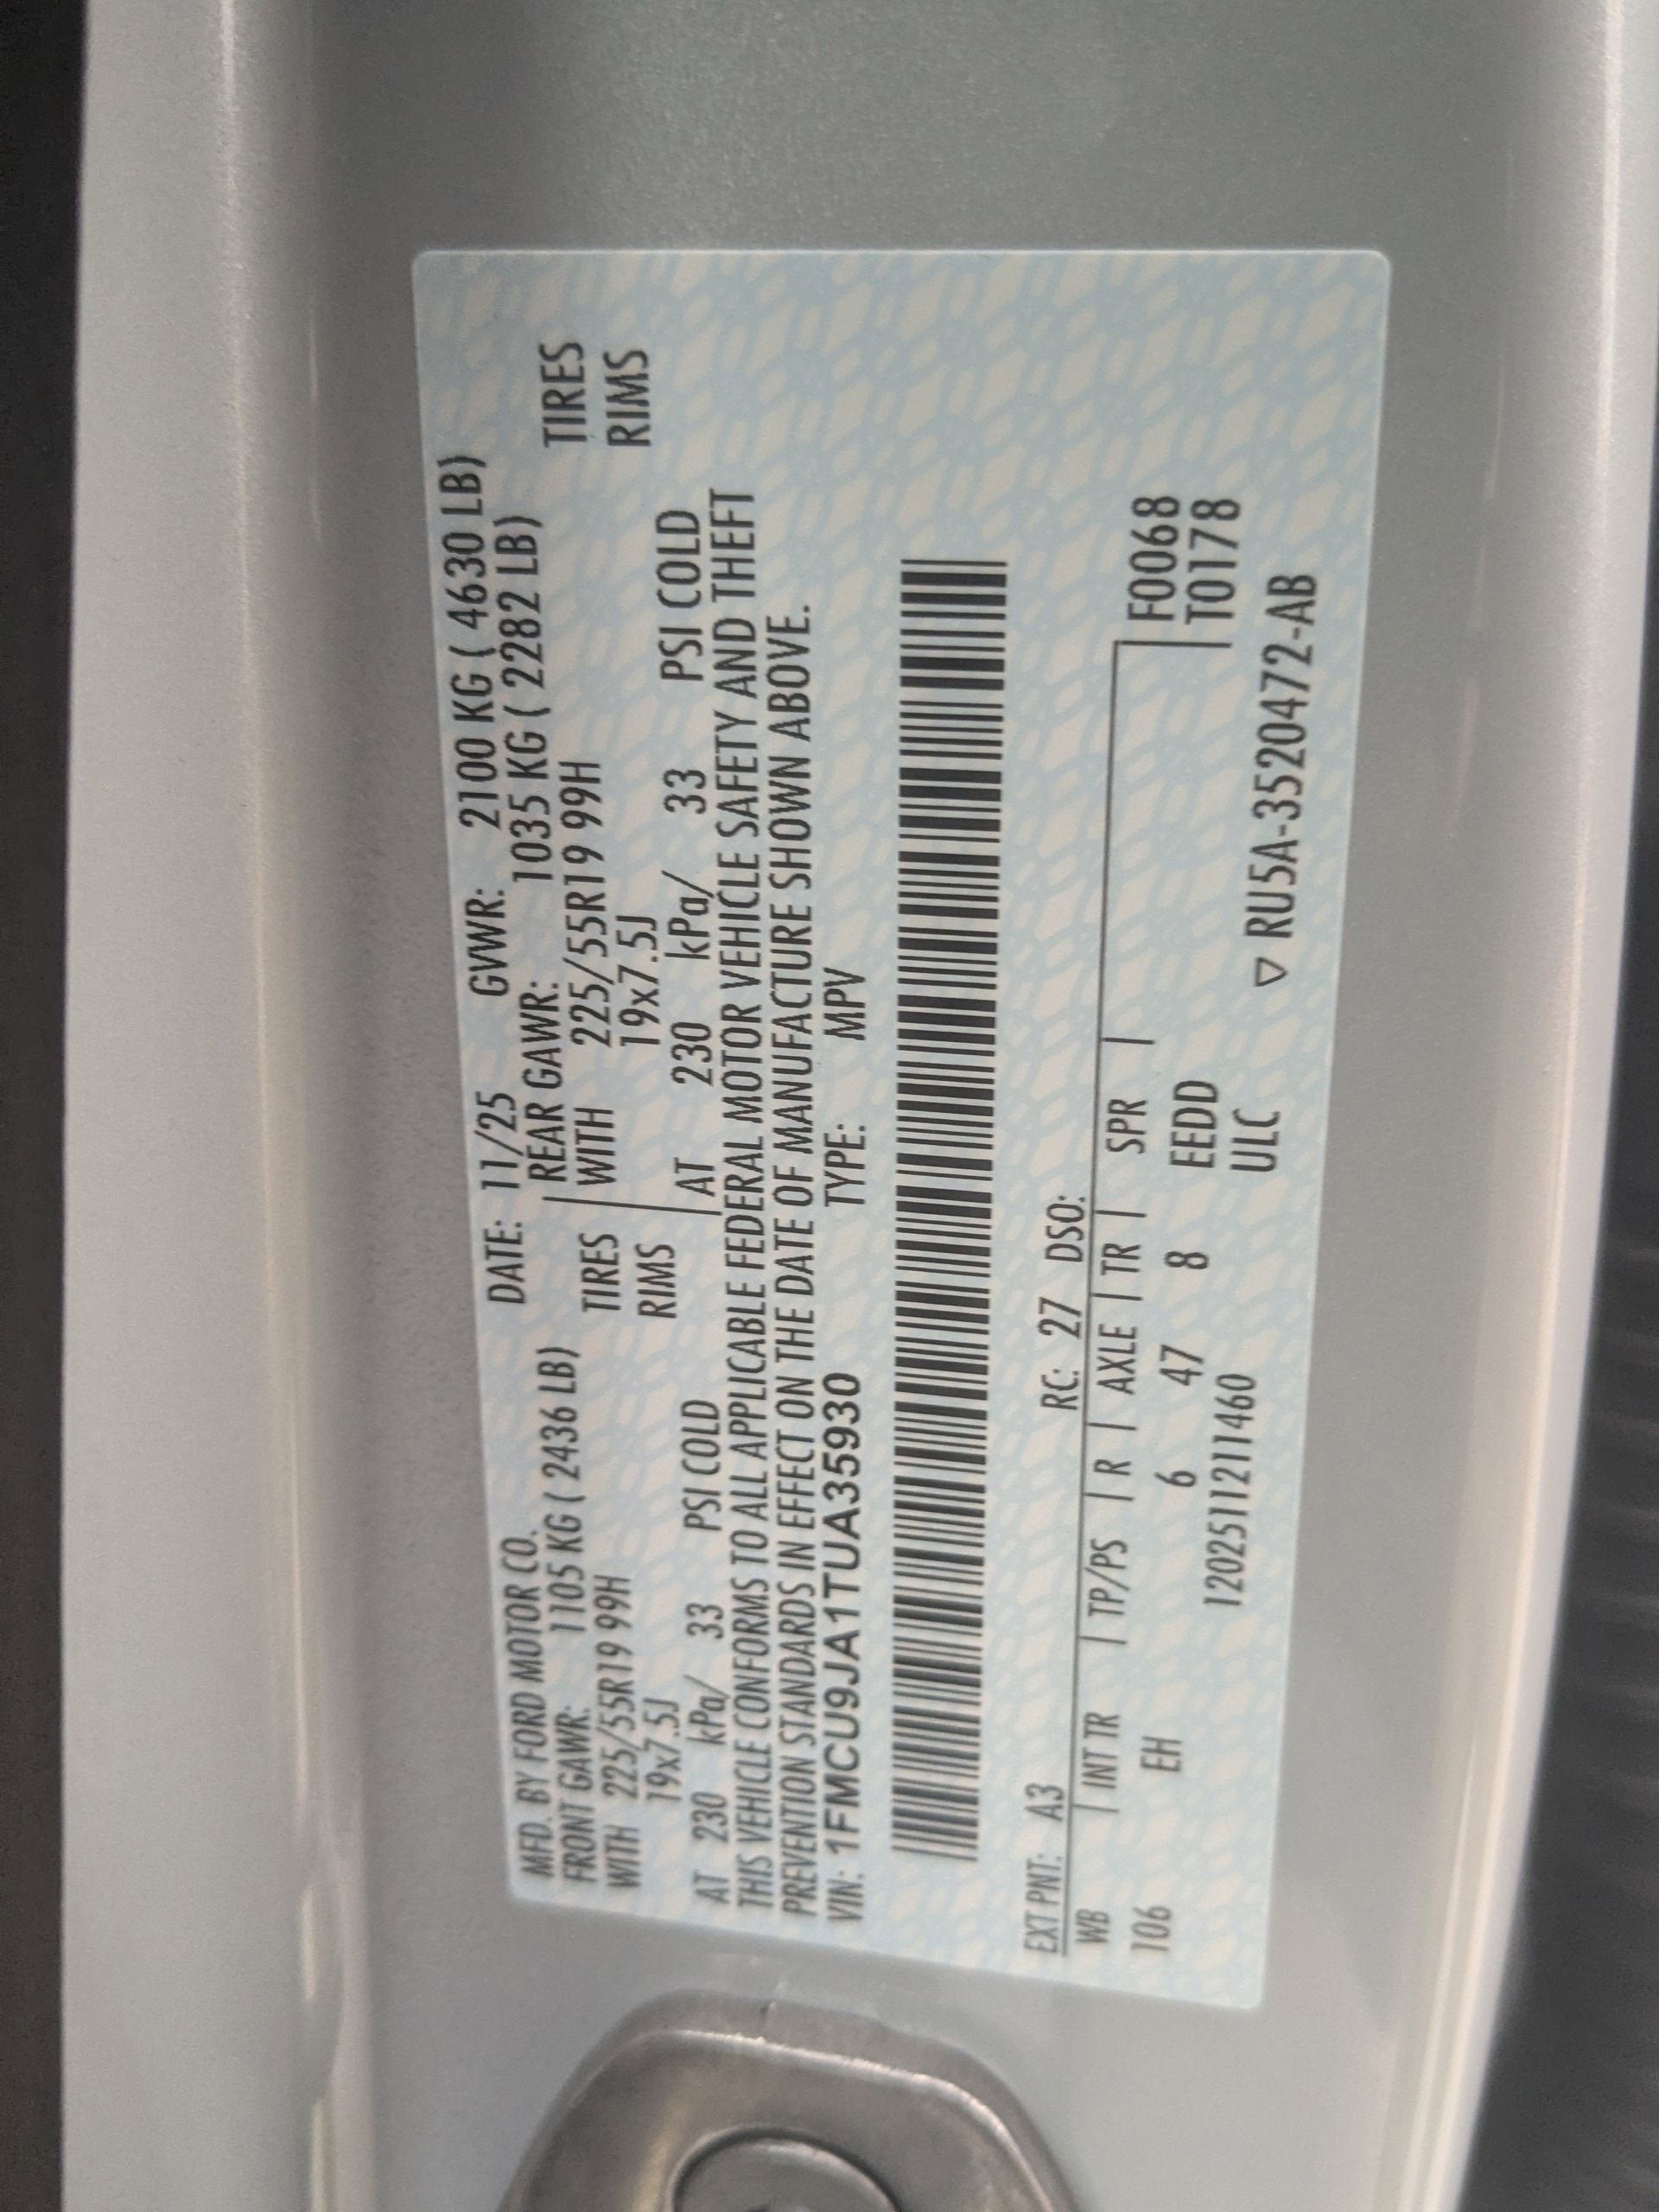 MFD. BY FORD MOTOR CO. DATE: 11/25 GVWR: 2100 KG ( 4630 LB)
FRONT GAWR: 1105 KG ( 2436 LB) REAR GAWR: 1035 KG ( 2282 LB)
WITH 225/55R19 99H TIRES WITH 225/55R19 99H TIRES
19x7.5J RIMS 19x7.5J RIMS
AT 230 kPa/ 33 PSI COLD AT 230 kPa/ 33 PSI COLD
THIS VEHICLE CONFORMS TO ALL APPLICABLE FEDERAL MOTOR VEHICLE SAFETY AND THEFT
PREVENTION STANDARDS IN EFFECT ON THE DATE OF MANUFACTURE SHOWN ABOVE.
VIN: 1FMCU9JA1TUA35930 TYPE: MPV
EXT PNT: A3 RC: 27 DSO:
WB | INT TR | TP/PS | R | AXLE | TR | SPR | F0068
106 EH 6 47 8 EEDD T0178
12025112111460 ULC ▽ RU5A-3520472-AB